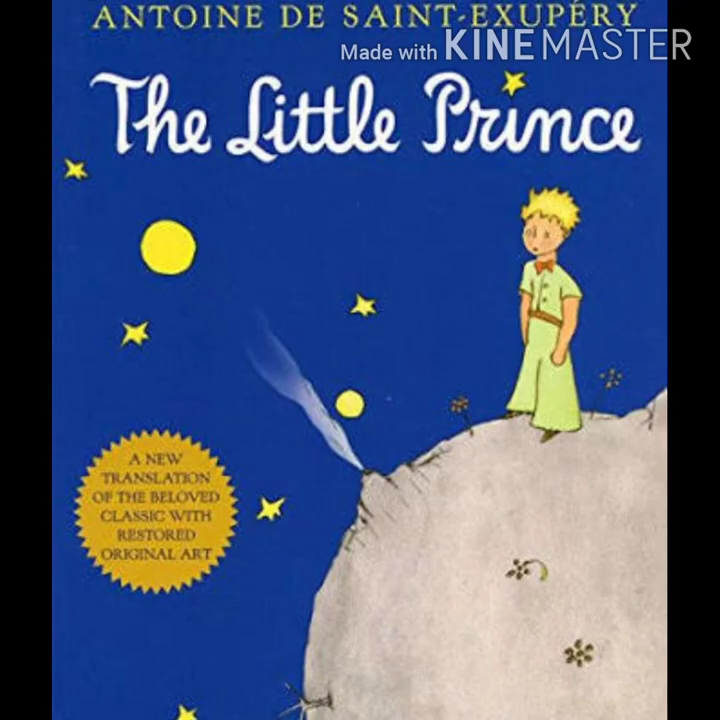 ANTOINE DE SAINT-EXUPÉRY
Made with KINEMASTER
The Little Prince
A NEW
TRANSLATION
OF THE BELOVED
CLASSIC WITH
RESTORED
ORIGINAL ART